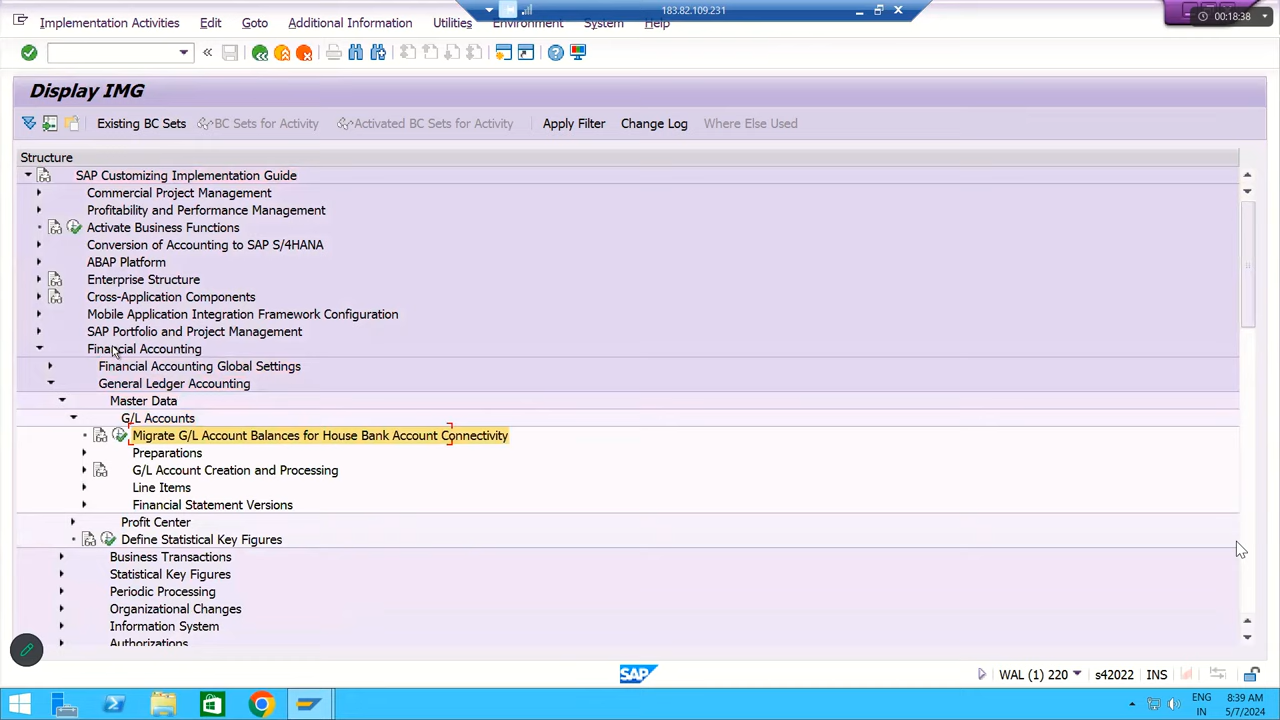 183.82.109.231
00:18:38
Implementation Activities Edit Goto Additional Information Utilities Environment System Help
Display IMG
Existing BC Sets BC Sets for Activity Activated BC Sets for Activity Apply Filter Change Log Where Else Used
Structure
SAP Customizing Implementation Guide
Commercial Project Management
Profitability and Performance Management
Activate Business Functions
Conversion of Accounting to SAP S/4HANA
ABAP Platform
Enterprise Structure
Cross-Application Components
Mobile Application Integration Framework Configuration
SAP Portfolio and Project Management
Financial Accounting
Financial Accounting Global Settings
General Ledger Accounting
Master Data
G/L Accounts
Migrate G/L Account Balances for House Bank Account Connectivity
Preparations
G/L Account Creation and Processing
Line Items
Financial Statement Versions
Profit Center
Define Statistical Key Figures
Business Transactions
Statistical Key Figures
Periodic Processing
Organizational Changes
Information System
Authorizations
SAP WAL (1) 220 s42022 INS
ENG 8:39 AM
IN 5/7/2024